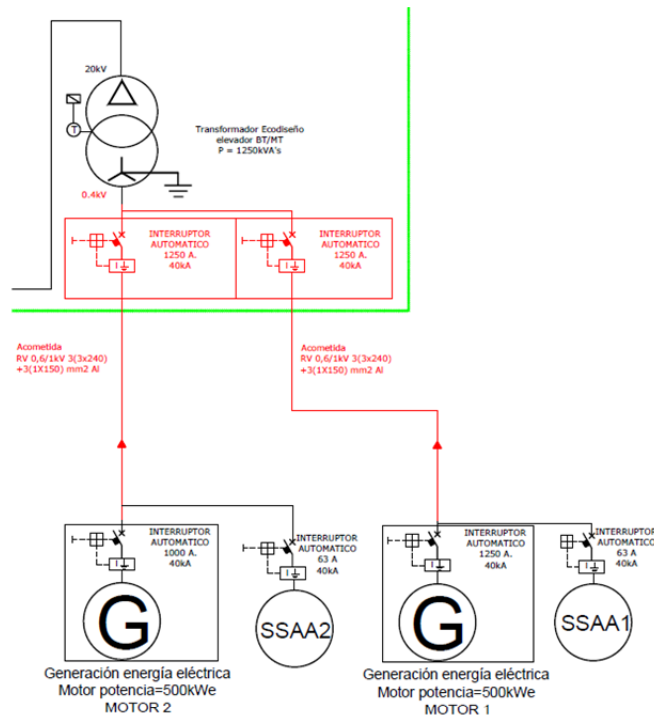 20kV
T
Transformador Ecodiseño
elevador BT/MT
P = 1250kVA's
0.4kV
INTERRUPTOR
AUTOMATICO
1250 A.
40kA
I
INTERRUPTOR
AUTOMATICO
1250 A.
40kA
I
Acometida
RV 0,6/1kV 3(3x240)
+3(1X150) mm2 Al
Acometida
RV 0,6/1kV 3(3x240)
+3(1X150) mm2 Al
INTERRUPTOR
AUTOMATICO
1000 A.
40kA
I
G
INTERRUPTOR
AUTOMATICO
63 A
40kA
I
SSAA2
INTERRUPTOR
AUTOMATICO
1250 A.
40kA
I
G
INTERRUPTOR
AUTOMATICO
63 A
40kA
I
SSAA1
Generación energía eléctrica
Motor potencia=500kWe
MOTOR 2
Generación energía eléctrica
Motor potencia=500kWe
MOTOR 1